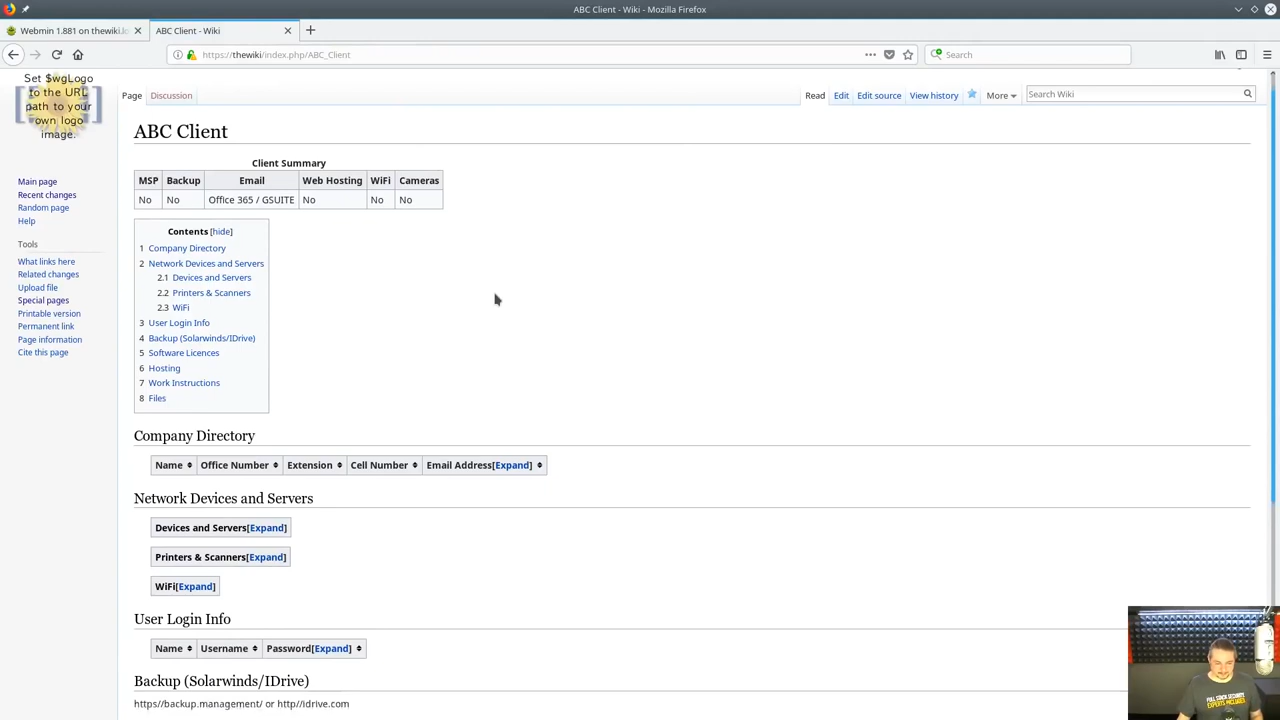 ABC Client - Wiki - Mozilla Firefox
Webmin 1.881 on thewiki.lo
ABC Client - Wiki
https://thewiki/index.php/ABC_Client
Search
Set $wgLogo
to the URL
path to your
own logo
image.
Page
Discussion
Read
Edit
Edit source
View history
More
Search Wiki
Main page
Recent changes
Random page
Help
Tools
What links here
Related changes
Upload file
Special pages
Printable version
Permanent link
Page information
Cite this page
ABC Client
Client Summary
MSP Backup Email Web Hosting WiFi Cameras
No No Office 365 / GSUITE No No No
Contents [hide]
1 Company Directory
2 Network Devices and Servers
2.1 Devices and Servers
2.2 Printers & Scanners
2.3 WiFi
3 User Login Info
4 Backup (Solarwinds/IDrive)
5 Software Licences
6 Hosting
7 Work Instructions
8 Files
Company Directory
Name Office Number Extension Cell Number Email Address[Expand]
Network Devices and Servers
Devices and Servers[Expand]
Printers & Scanners[Expand]
WiFi[Expand]
User Login Info
Name Username Password[Expand]
Backup (Solarwinds/IDrive)
https//backup.management/ or http//idrive.com
FULL STACK SECURITY
EXPERTS PICTURES